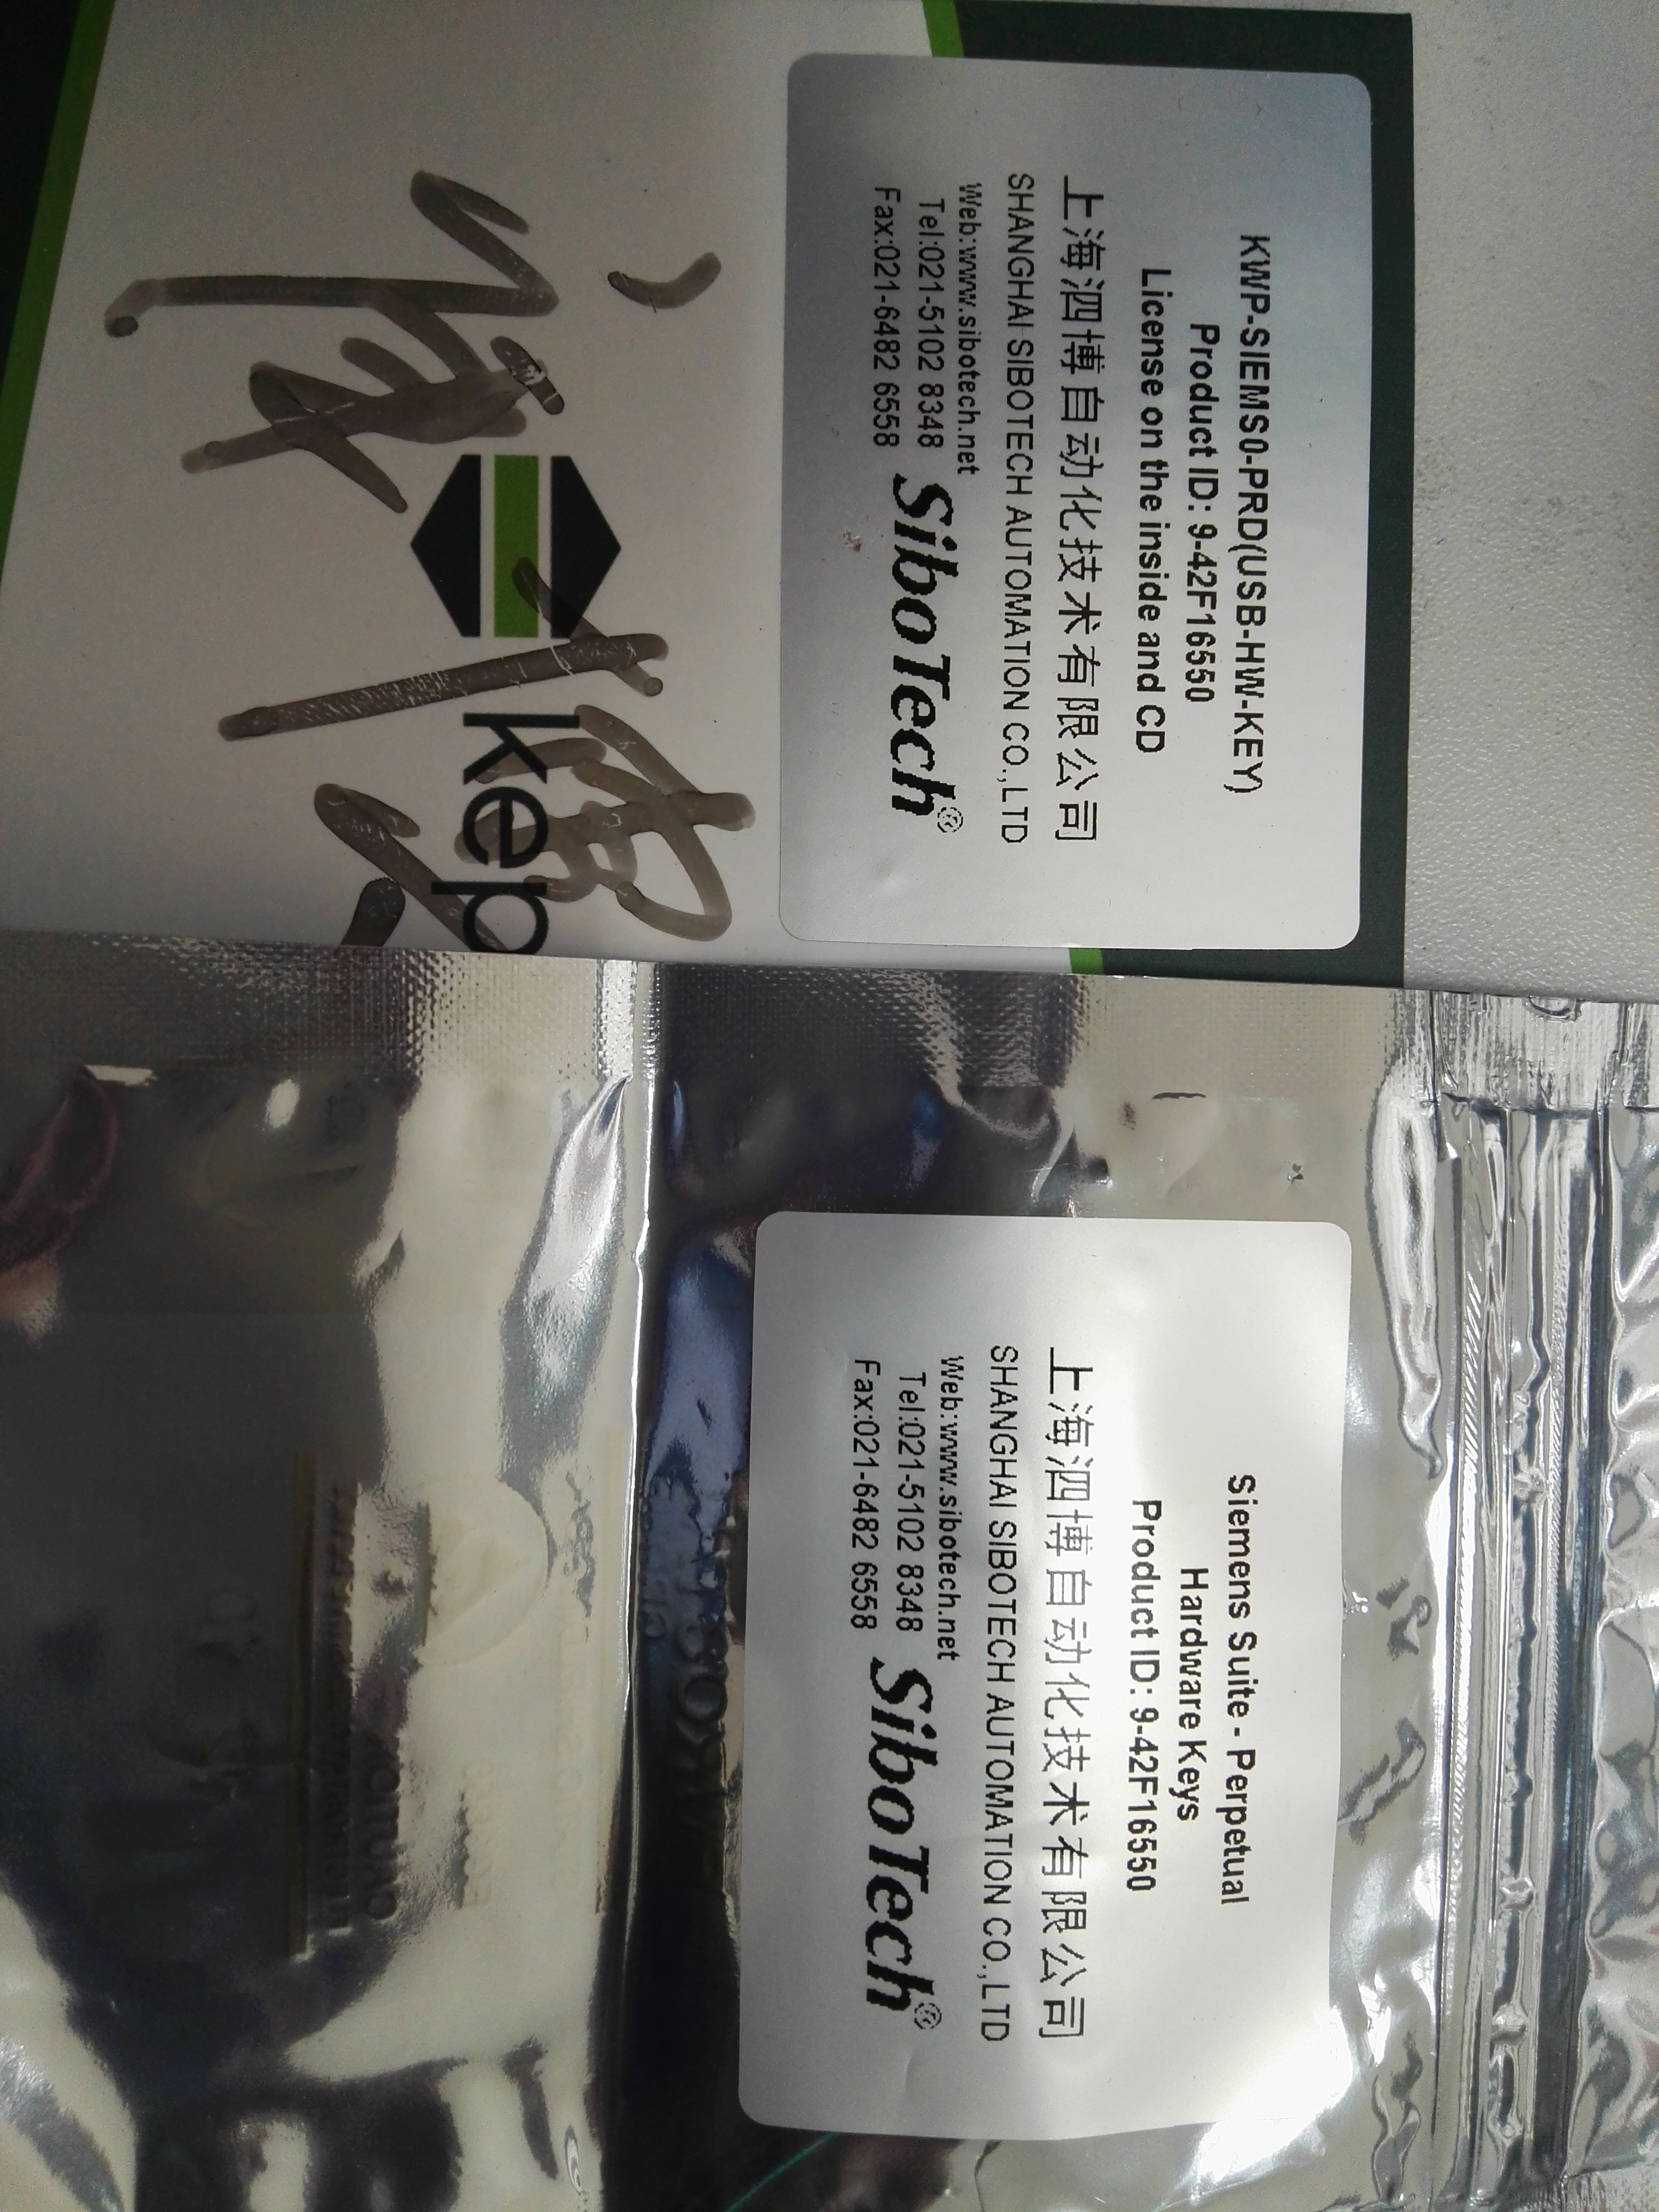 KWP-SIEMS0-PRD(USB-HW-KEY)
Product ID: 9-42F16550
License on the inside and CD
上海泗博自动化技术有限公司
SHANGHAI SIBOTECH AUTOMATION CO.,LTD
Web:www.sibotech.net
Tel:021-5102 8348
Fax:021-6482 6558
SiboTech®
kep
Siemens Suite - Perpetual
Hardware Keys
Product ID: 9-42F16550
上海泗博自动化技术有限公司
SHANGHAI SIBOTECH AUTOMATION CO.,LTD
Web:www.sibotech.net
Tel:021-5102 8348
Fax:021-6482 6558
SiboTech®